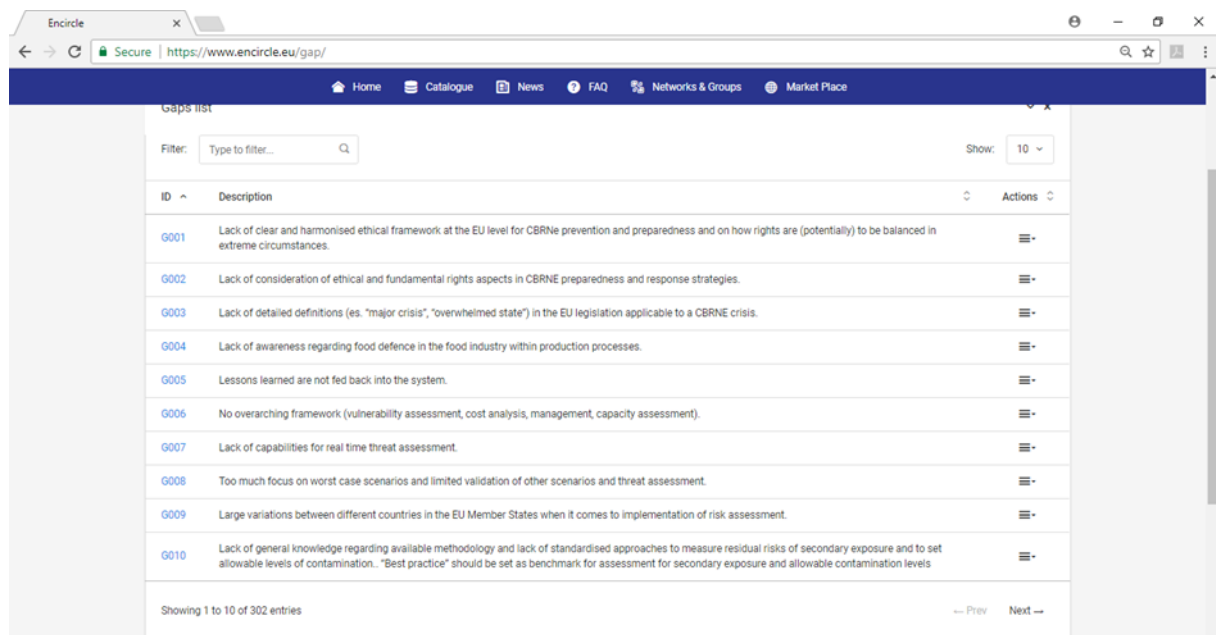 Encircle
Secure | https://www.encircle.eu/gap/
Home Catalogue News FAQ Networks & Groups Market Place
Gaps list
Filter: Type to filter... Show: 10
ID Description Actions
G001 Lack of clear and harmonised ethical framework at the EU level for CBRNe prevention and preparedness and on how rights are (potentially) to be balanced in
extreme circumstances.
G002 Lack of consideration of ethical and fundamental rights aspects in CBRNE preparedness and response strategies.
G003 Lack of detailed definitions (es. "major crisis", "overwhelmed state") in the EU legislation applicable to a CBRNE crisis.
G004 Lack of awareness regarding food defence in the food industry within production processes.
G005 Lessons learned are not fed back into the system.
G006 No overarching framework (vulnerability assessment, cost analysis, management, capacity assessment).
G007 Lack of capabilities for real time threat assessment.
G008 Too much focus on worst case scenarios and limited validation of other scenarios and threat assessment.
G009 Large variations between different countries in the EU Member States when it comes to implementation of risk assessment.
G010 Lack of general knowledge regarding available methodology and lack of standardised approaches to measure residual risks of secondary exposure and to set
allowable levels of contamination.. "Best practice" should be set as benchmark for assessment for secondary exposure and allowable contamination levels
Showing 1 to 10 of 302 entries ← Prev Next →